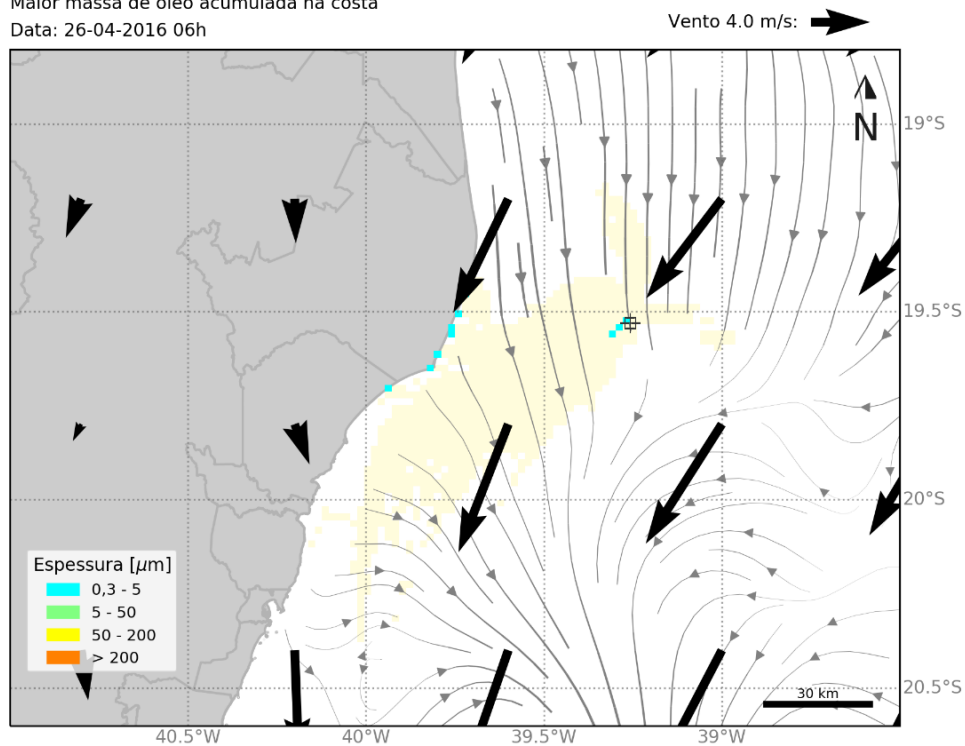 Maior massa de óleo acumulada na costa
Data: 26-04-2016 06h
Vento 4.0 m/s:
N
19°S
19.5°S
20°S
20.5°S
Espessura [μm]
0,3 - 5
5 - 50
50 - 200
> 200
30 km
40.5°W
40°W
39.5°W
39°W